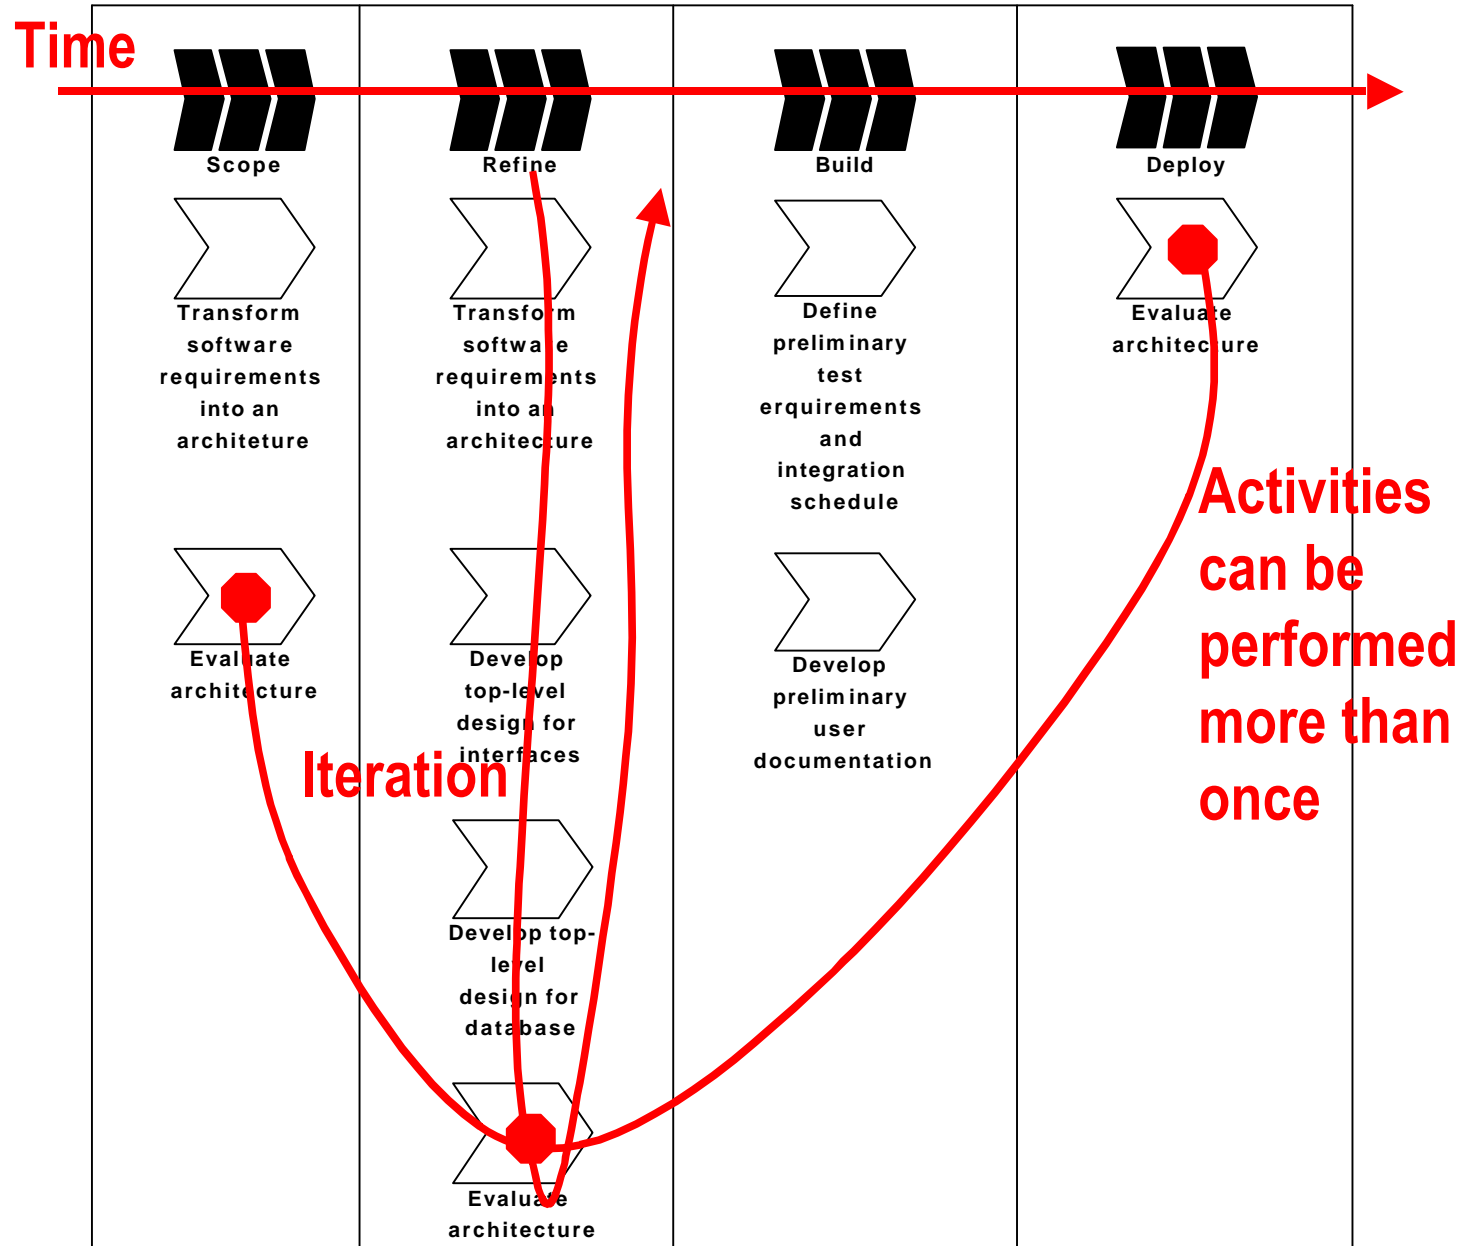 Time
Scope
Transform
software
requirements
into an
architeture
Evaluate
architecture
Refine
Transform
software
requirements
into an
architecture
Develop
top-level
design for
interfaces
Iteration
Develop top-
level
design for
database
Evaluate
architecture
Build
Define
preliminary
test
erquirements
and
integration
schedule
Develop
preliminary
user
documentation
Deploy
Evaluate
architecture
Activities
can be
performed
more than
once